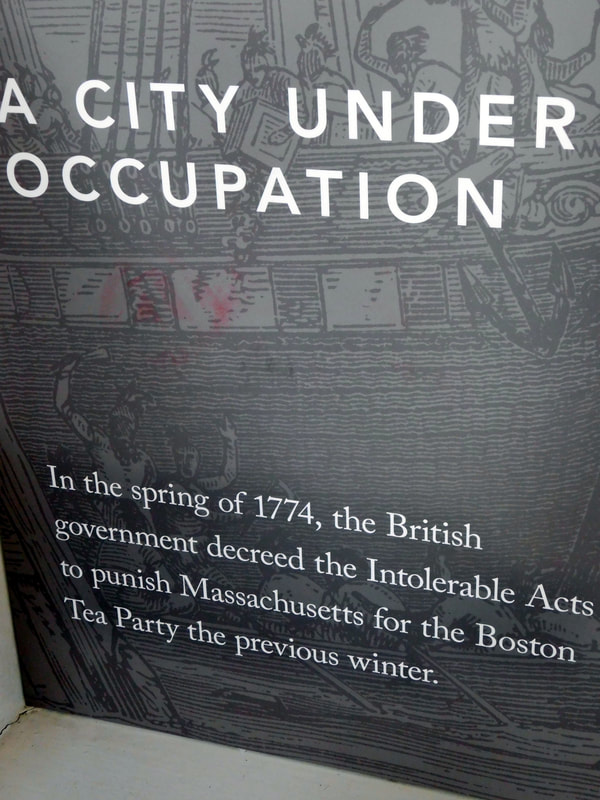 A CITY UNDER
OCCUPATION
In the spring of 1774, the British
government decreed the Intolerable Acts
to punish Massachusetts for the Boston
Tea Party the previous winter.